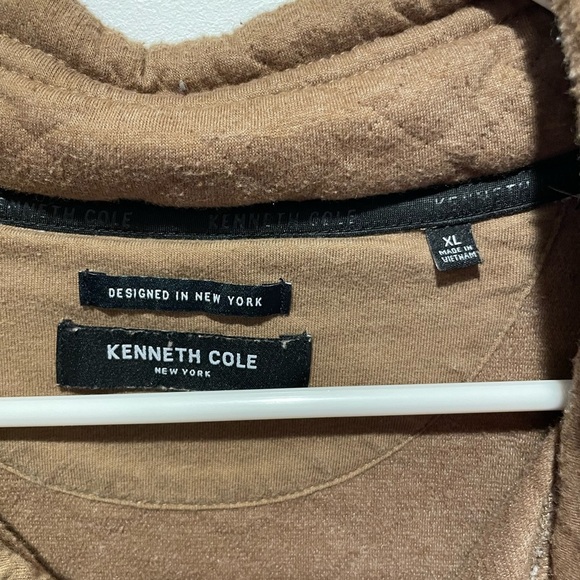 KENNETH COLE KENNETH COLE KENNETH
XL
MADE IN
VIETNAM
DESIGNED IN NEW YORK
KENNETH COLE
NEW YORK